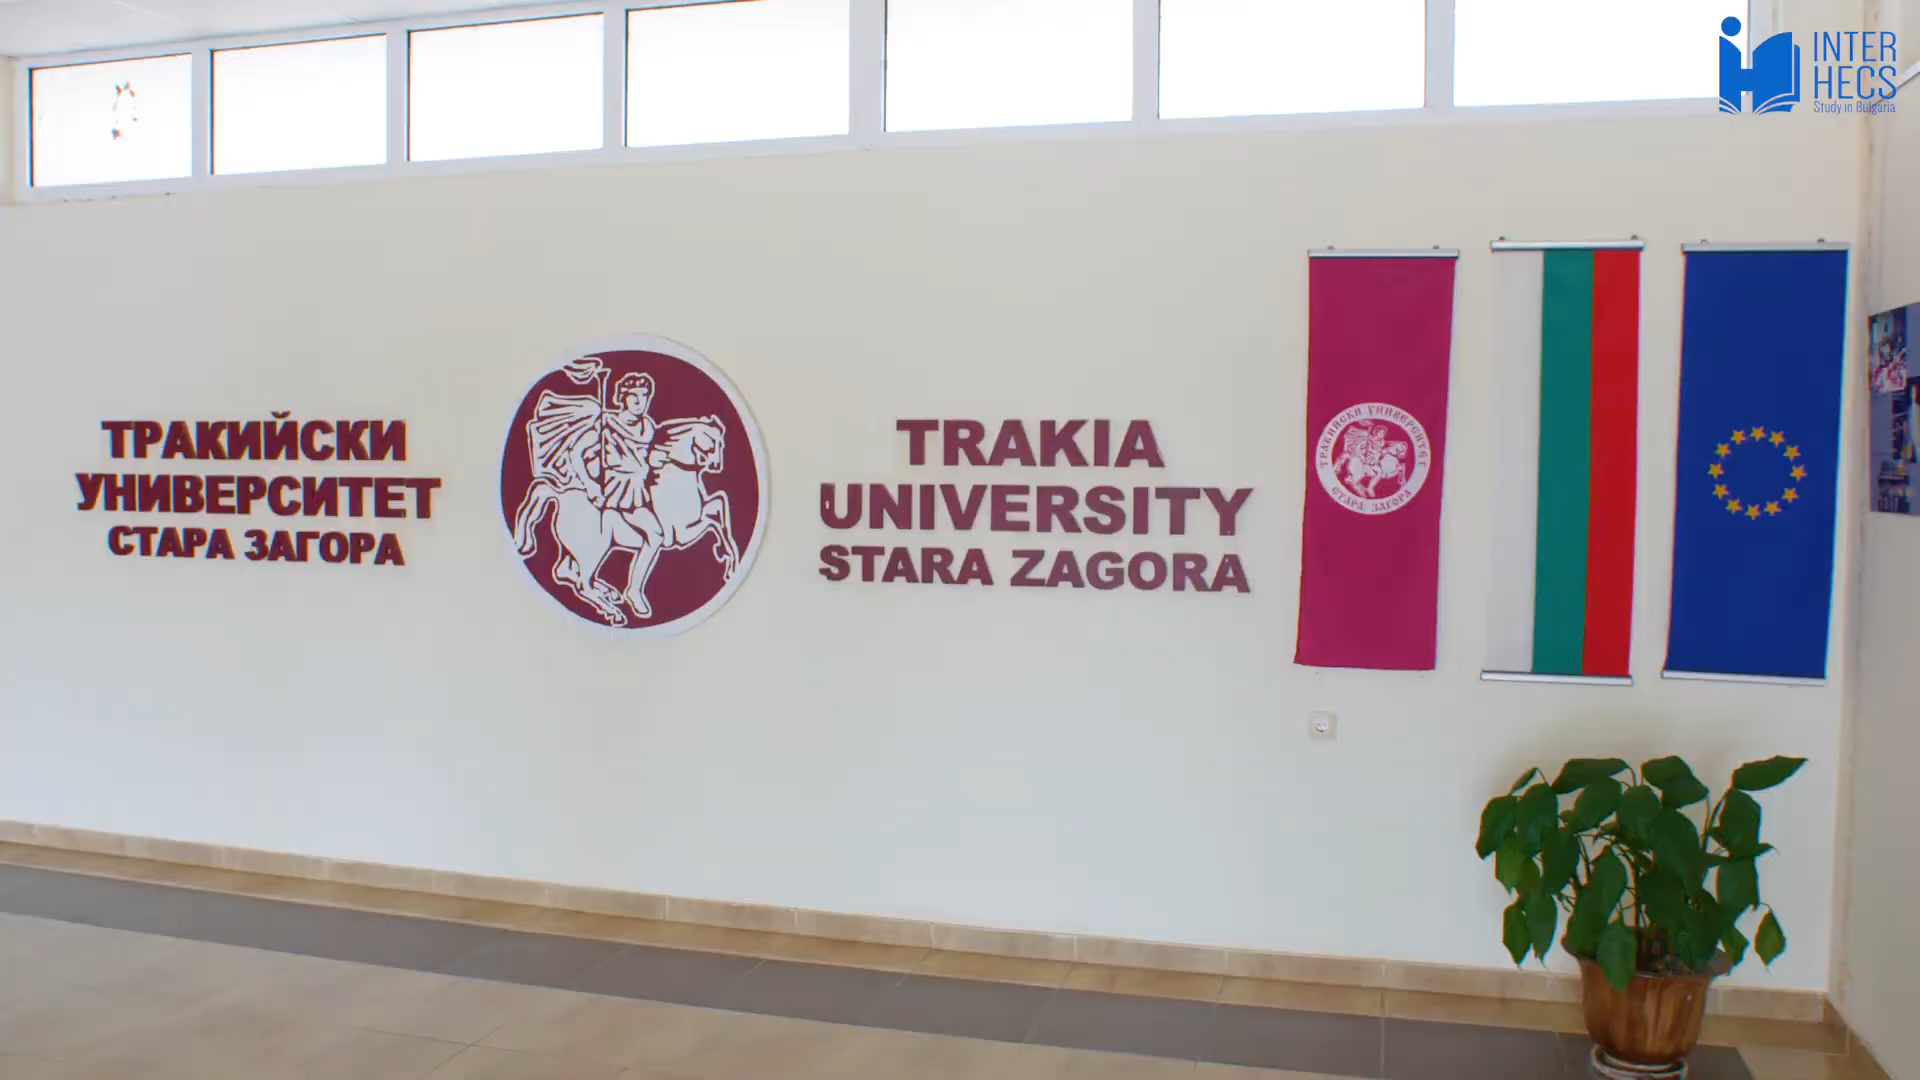 ТРАКИЙСКИ
УНИВЕРСИТЕТ
СТАРА ЗАГОРА
TRAKIA
UNIVERSITY
STARA ZAGORA
ТРАКИЙСКИ УНИВЕРСИТЕТ
СТАРА ЗАГОРА
INTER
HECS
Study in Bulgaria